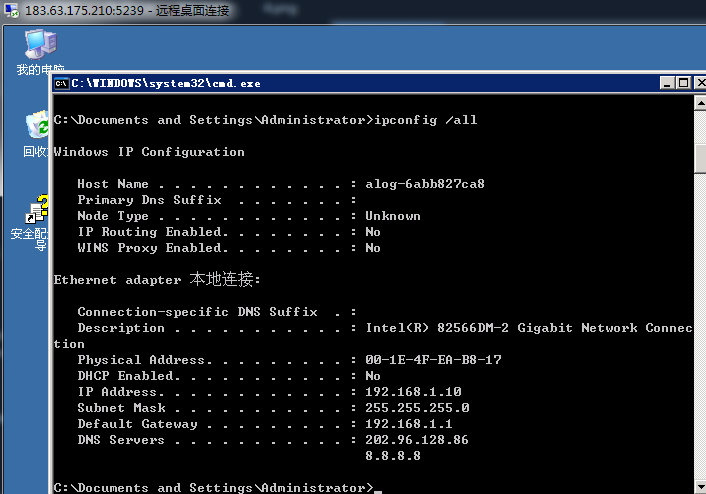 183.63.175.210:5239 - 远程桌面连接
我的电脑
C:\WINDOWS\system32\cmd.exe
C:\Documents and Settings\Administrator>ipconfig /all
回收
Windows IP Configuration
Host Name . . . . . . . . . . . . : alog-6abb827ca8
Primary Dns Suffix  . . . . . . . :
Node Type . . . . . . . . . . . . : Unknown
IP Routing Enabled. . . . . . . . : No
WINS Proxy Enabled. . . . . . . . : No
安全配
导
Ethernet adapter 本地连接:
Connection-specific DNS Suffix  . :
Description . . . . . . . . . . . : Intel(R) 82566DM-2 Gigabit Network Connec
tion
Physical Address. . . . . . . . . : 00-1E-4F-EA-B8-17
DHCP Enabled. . . . . . . . . . . : No
IP Address. . . . . . . . . . . . : 192.168.1.10
Subnet Mask . . . . . . . . . . . : 255.255.255.0
Default Gateway . . . . . . . . . : 192.168.1.1
DNS Servers . . . . . . . . . . . : 202.96.128.86
8.8.8.8
C:\Documents and Settings\Administrator>